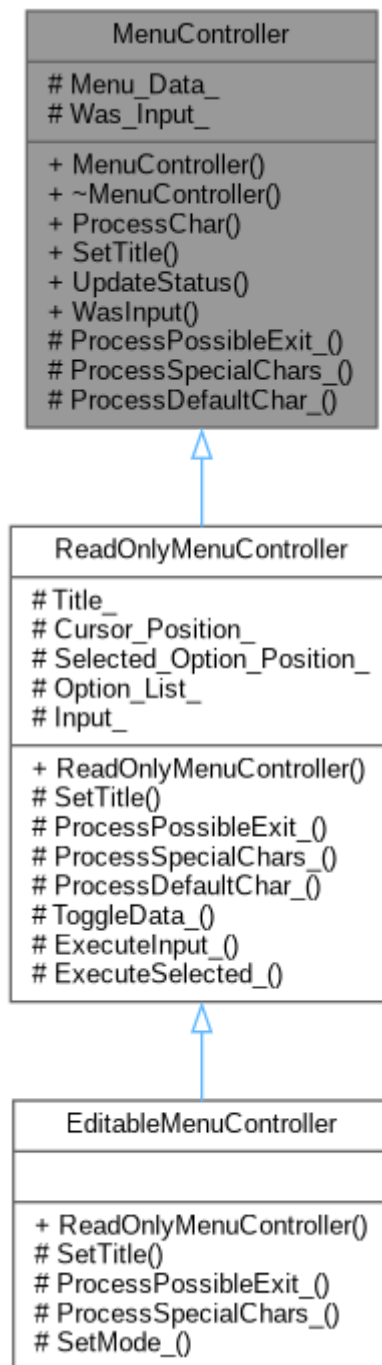 MenuController
# Menu_Data_
# Was_Input_
+ MenuController()
+ ~MenuController()
+ ProcessChar()
+ SetTitle()
+ UpdateStatus()
+ WasInput()
# ProcessPossibleExit_()
# ProcessSpecialChars_()
# ProcessDefaultChar_()
ReadOnlyMenuController
# Title_
# Cursor_Position_
# Selected_Option_Position_
# Option_List_
# Input_
+ ReadOnlyMenuController()
# SetTitle()
# ProcessPossibleExit_()
# ProcessSpecialChars_()
# ProcessDefaultChar_()
# ToggleData_()
# ExecuteInput_()
# ExecuteSelected_()
EditableMenuController
+ ReadOnlyMenuController()
# SetTitle()
# ProcessPossibleExit_()
# ProcessSpecialChars_()
# SetMode_()